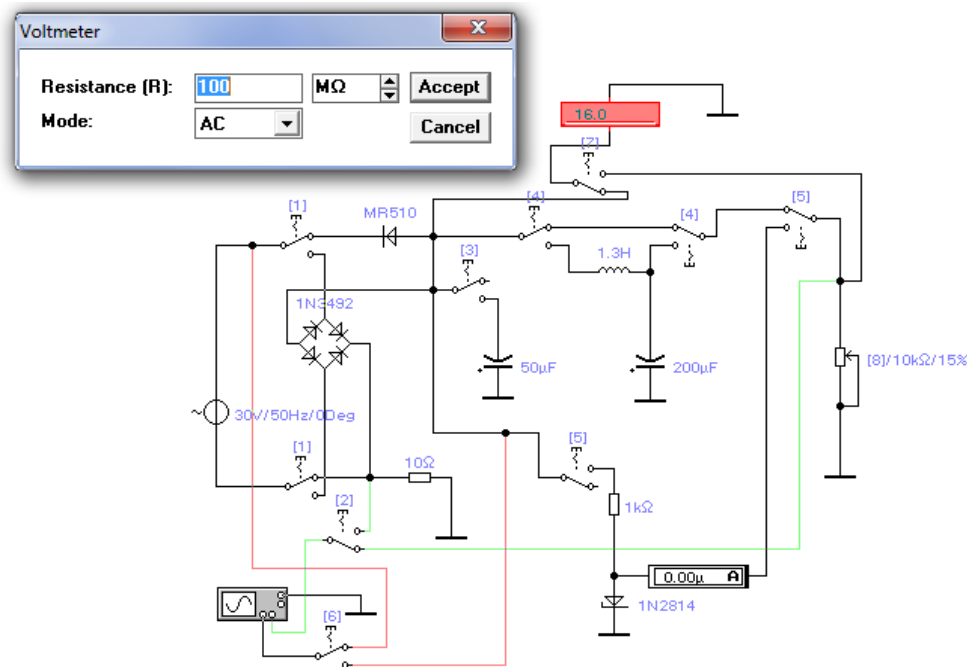 Voltmeter
Resistance (R): 100 MΩ Accept
Mode: AC Cancel
16.0
[7]
[1]
MR510
[4]
[4]
[5]
[3]
1.3H
1N3492
50µF
200µF
[8]/10kΩ/15%
~ 30V/50Hz/0Deg
[1]
10Ω
[5]
[2]
1kΩ
0.00µ A
1N2814
[6]